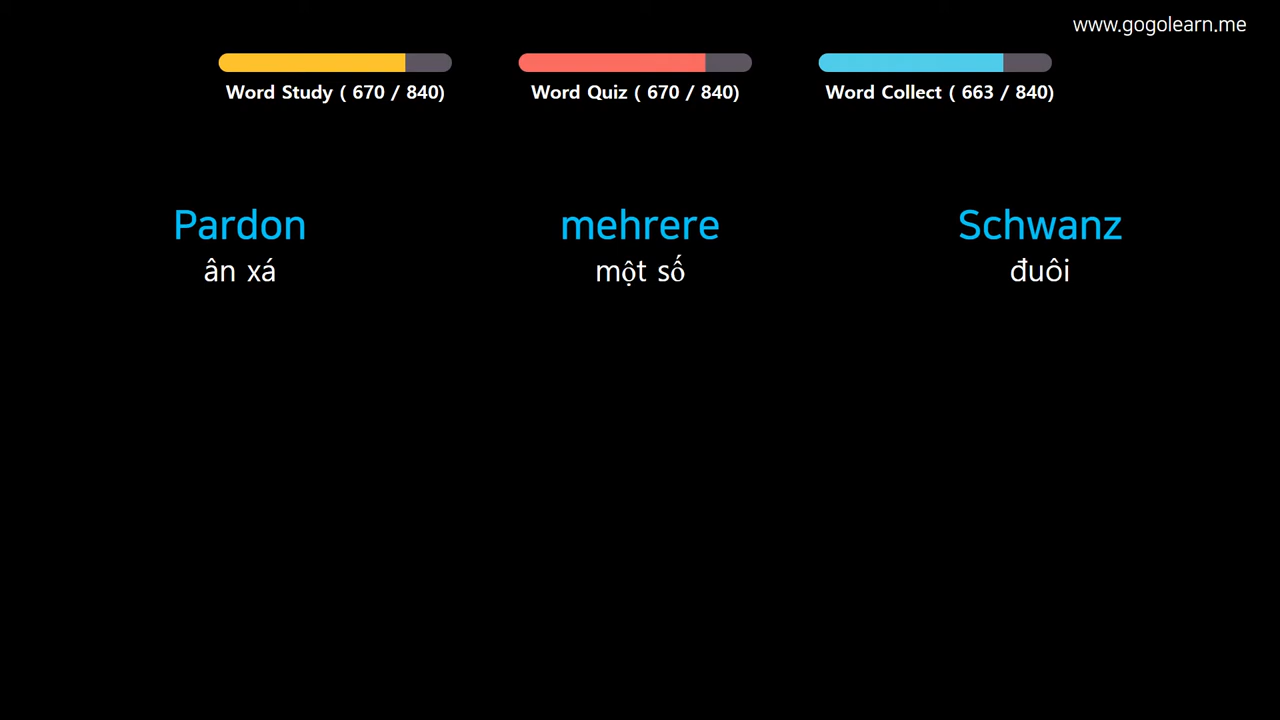 www.gogolearn.me
Word Study ( 670 / 840)
Word Quiz ( 670 / 840)
Word Collect ( 663 / 840)
Pardon
ân xá
mehrere
một số
Schwanz
đuôi